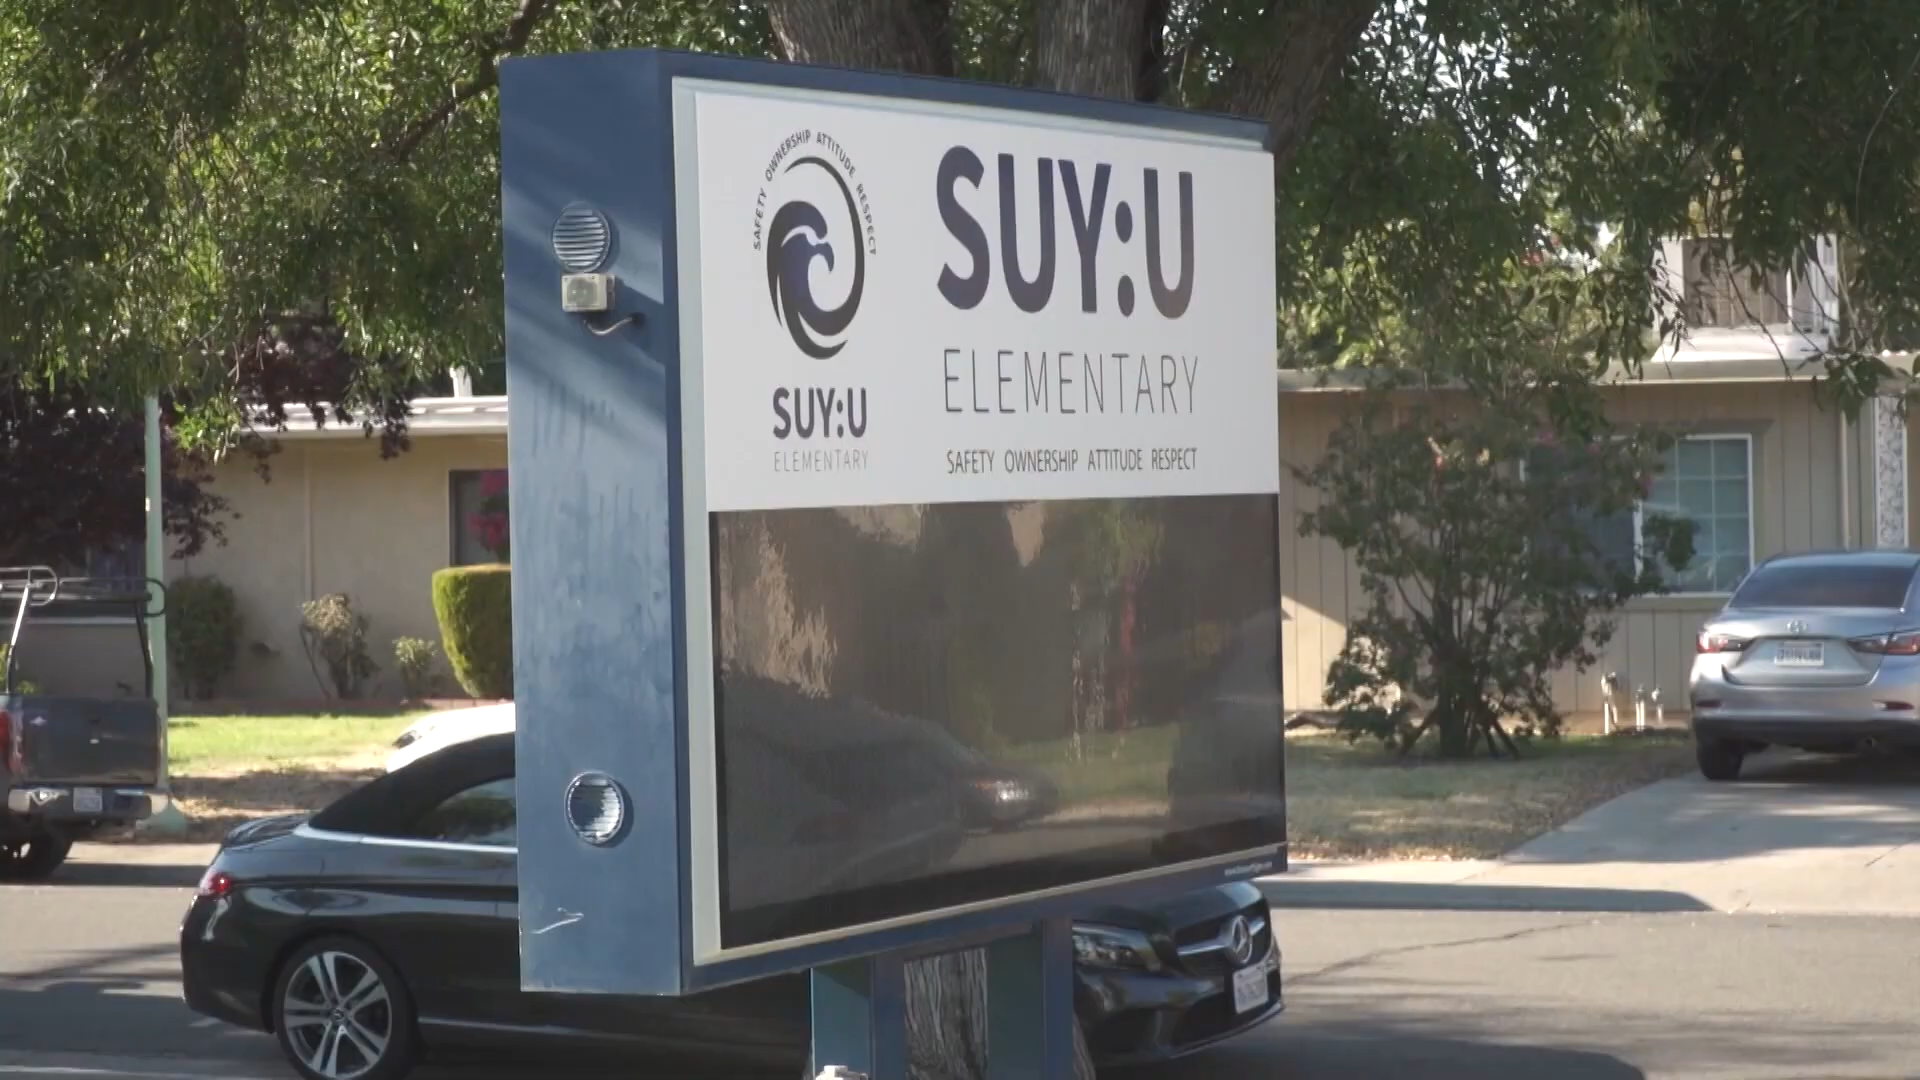 SAFETY OWNERSHIP ATTITUDE RESPECT
SUY:U
ELEMENTARY
SUY:U
ELEMENTARY
SAFETY OWNERSHIP ATTITUDE RESPECT